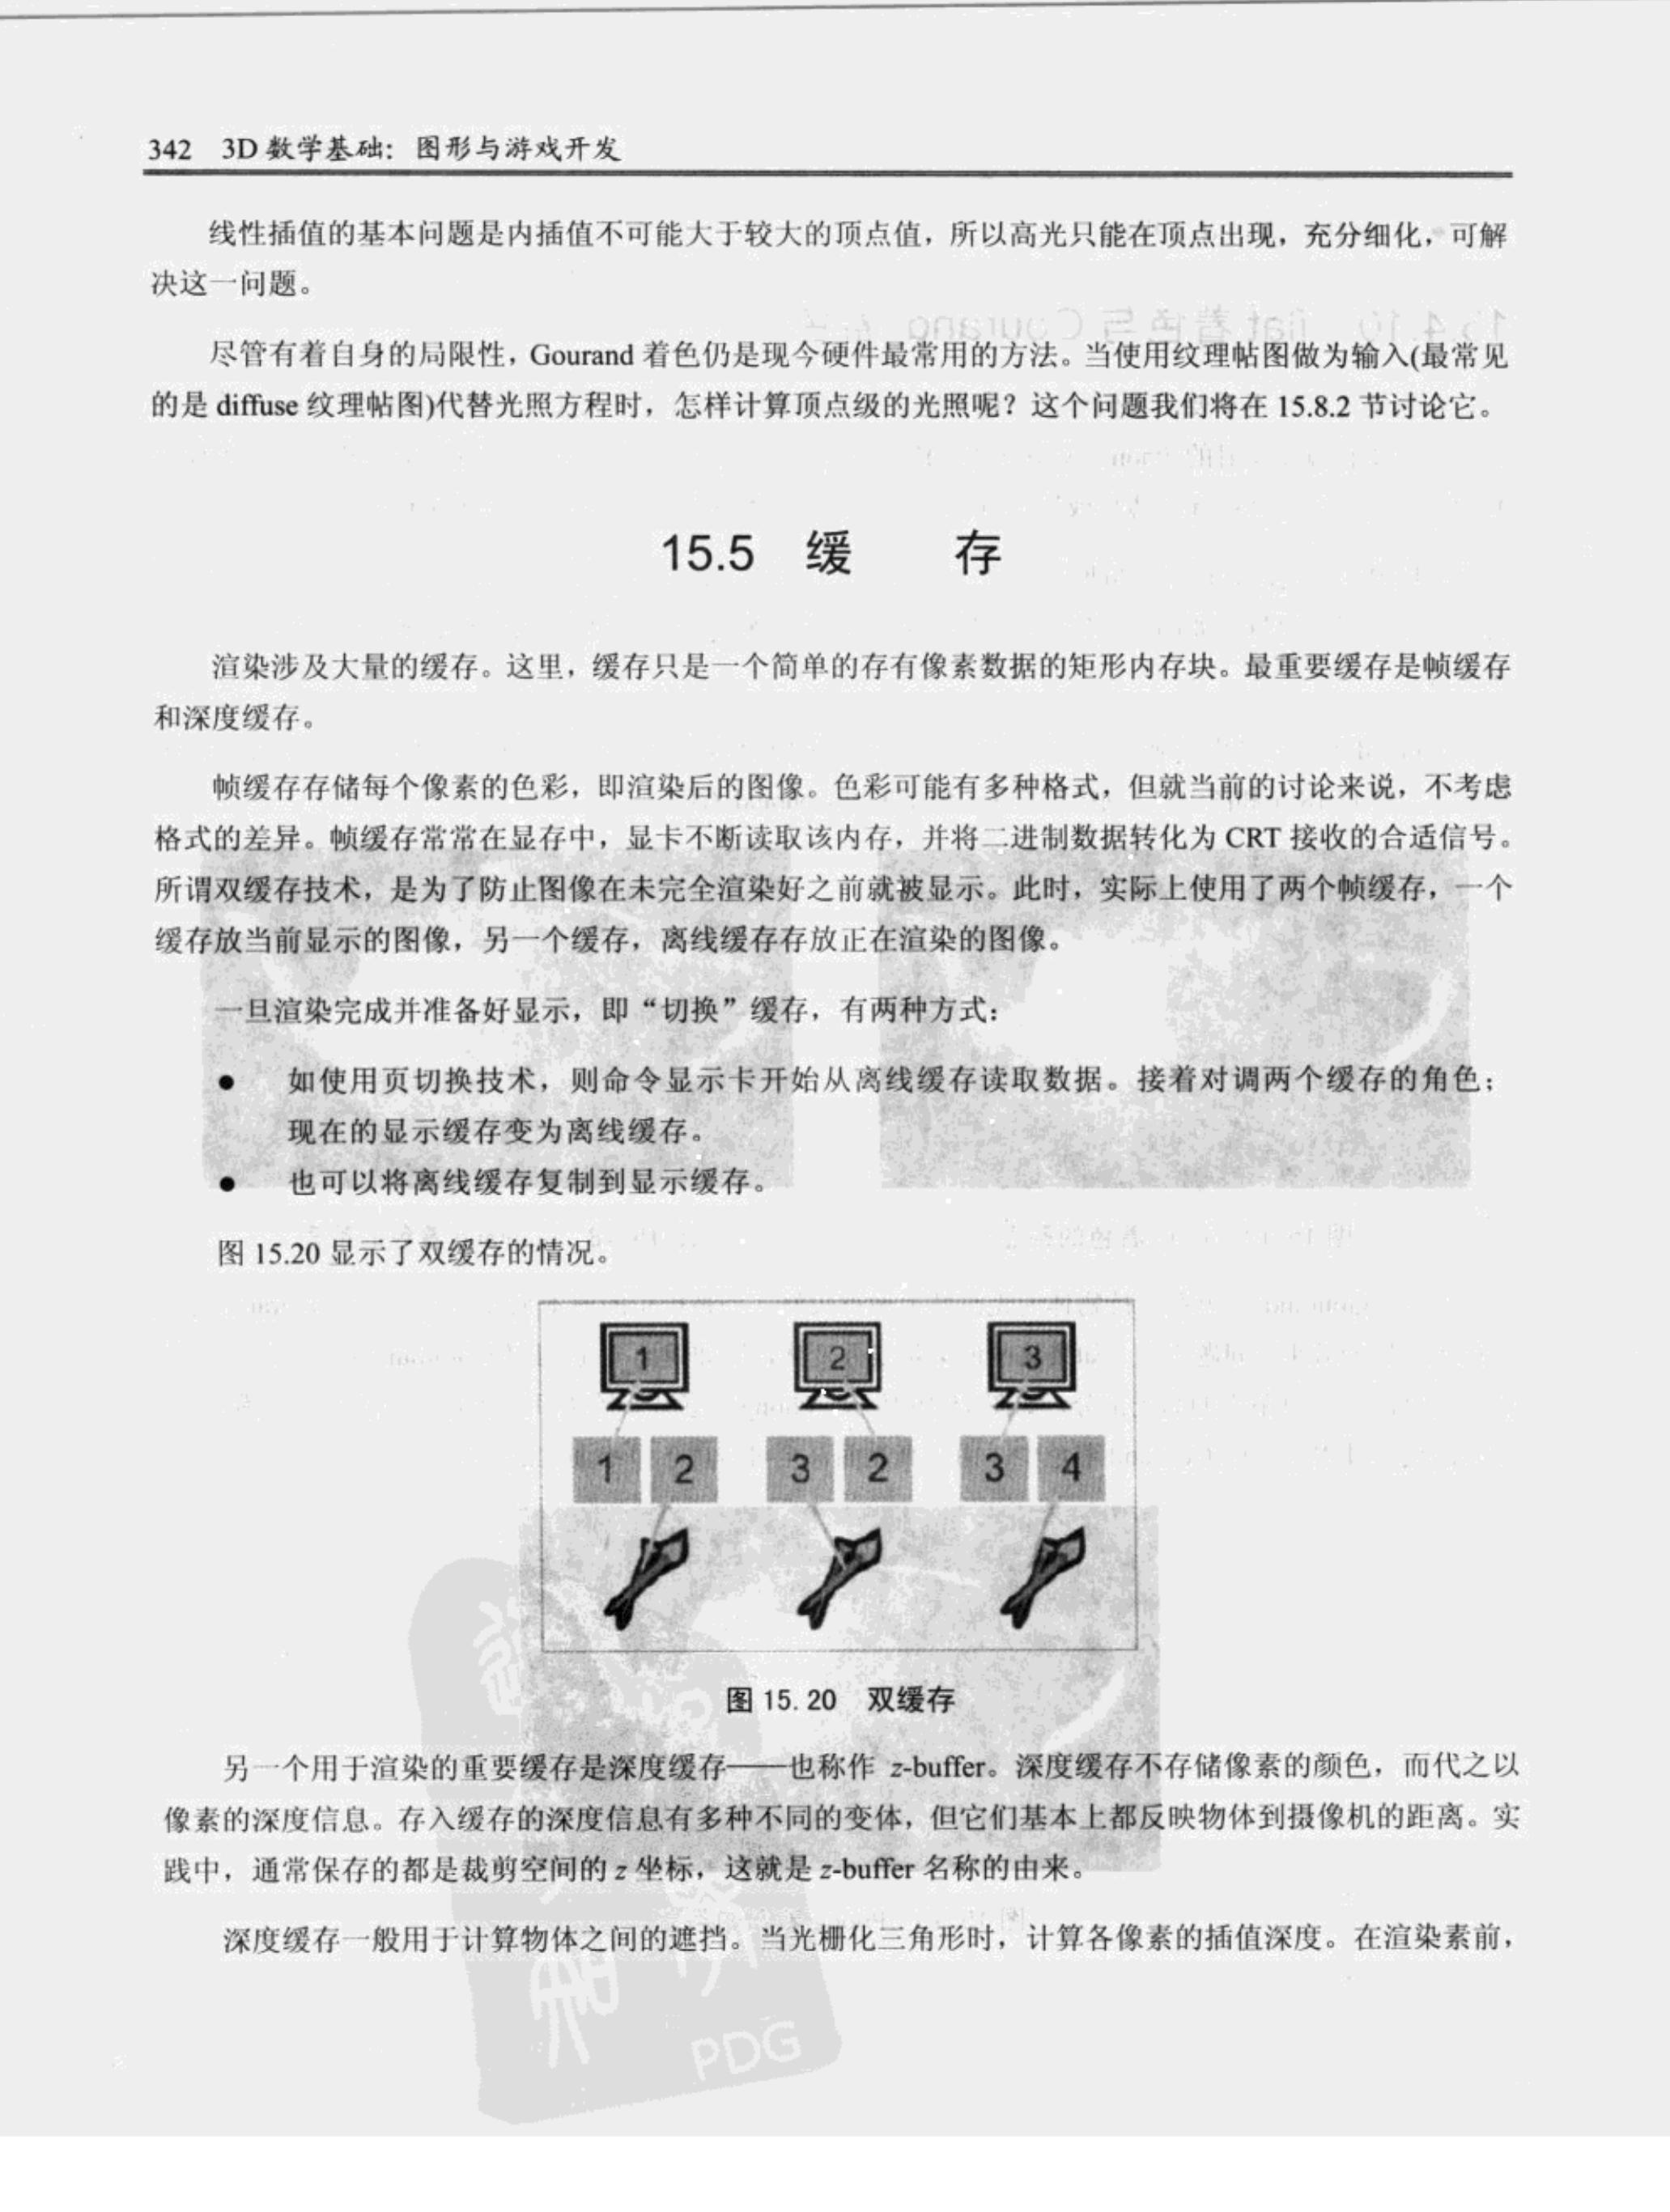 342 3D 数学基础：图形与游戏开发
线性插值的基本问题是内插值不可能大于较大的顶点值，所以高光只能在顶点出现，充分细化，可解
决这一问题。
尽管有着自身的局限性，Gourand 着色仍是现今硬件最常用的方法。当使用纹理帖图做为输入(最常见
的是 diffuse 纹理帖图)代替光照方程时，怎样计算顶点级的光照呢？这个问题我们将在 15.8.2 节讨论它。
15.5 缓 存
渲染涉及大量的缓存。这里，缓存只是一个简单的存有像素数据的矩形内存块。最重要缓存是帧缓存
和深度缓存。
帧缓存存储每个像素的色彩，即渲染后的图像。色彩可能有多种格式，但就当前的讨论来说，不考虑
格式的差异。帧缓存常常在显存中，显卡不断读取该内存，并将二进制数据转化为 CRT 接收的合适信号。
所谓双缓存技术，是为了防止图像在未完全渲染好之前就被显示。此时，实际上使用了两个帧缓存，一个
缓存放当前显示的图像，另一个缓存，离线缓存存放正在渲染的图像。
一旦渲染完成并准备好显示，即“切换”缓存，有两种方式：
● 如使用页切换技术，则命令显示卡开始从离线缓存读取数据。接着对调两个缓存的角色；
现在的显示缓存变为离线缓存。
● 也可以将离线缓存复制到显示缓存。
图 15.20 显示了双缓存的情况。
1 2 3
1 2 3 2 3 4
图 15.20 双缓存
另一个用于渲染的重要缓存是深度缓存——也称作 z-buffer。深度缓存不存储像素的颜色，而代之以
像素的深度信息。存入缓存的深度信息有多种不同的变体，但它们基本上都反映物体到摄像机的距离。实
践中，通常保存的都是裁剪空间的 z 坐标，这就是 z-buffer 名称的由来。
深度缓存一般用于计算物体之间的遮挡。当光栅化三角形时，计算各像素的插值深度。在渲染素前，
PDG